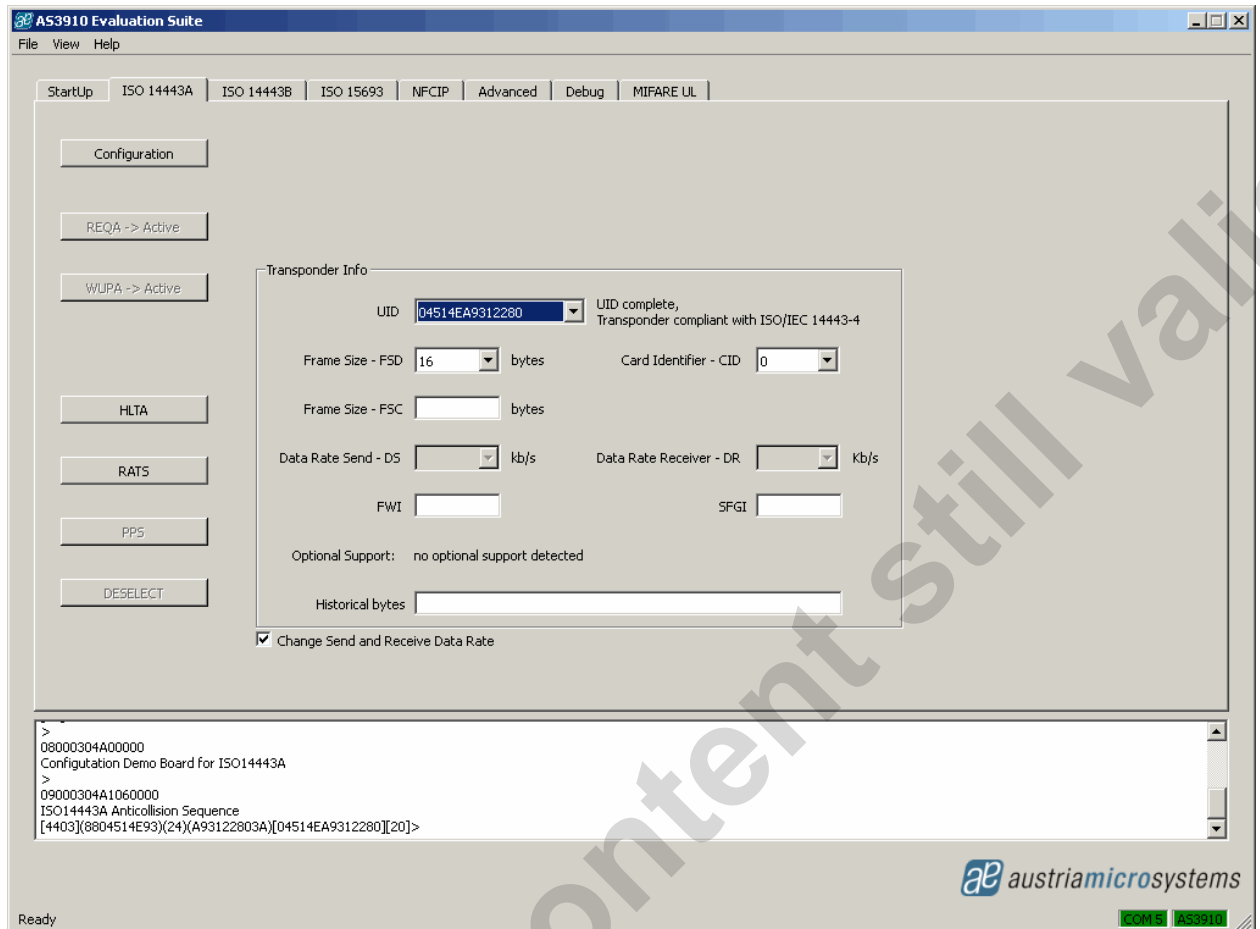 AS3910 Evaluation Suite
File View Help
StartUp ISO 14443A ISO 14443B ISO 15693 NFCIP Advanced Debug MIFARE UL
Configuration
REQA -> Active
WUPA -> Active
HLTA
RATS
PPS
DESELECT
Transponder Info
UID 04514EA9312280 UID complete,
Transponder compliant with ISO/IEC 14443-4
Frame Size - FSD 16 bytes Card Identifier - CID 0
Frame Size - FSC bytes
Data Rate Send - DS kb/s Data Rate Receiver - DR Kb/s
FWI SFGI
Optional Support: no optional support detected
Historical bytes
Change Send and Receive Data Rate
>
08000304A00000
Configutation Demo Board for ISO14443A
>
09000304A1060000
ISO14443A Anticollision Sequence
[4403](8804514E93)(24)(A93122803A)[04514EA9312280][20]>
ae austriamicrosystems
Ready COM 5 AS3910
ontent still vali